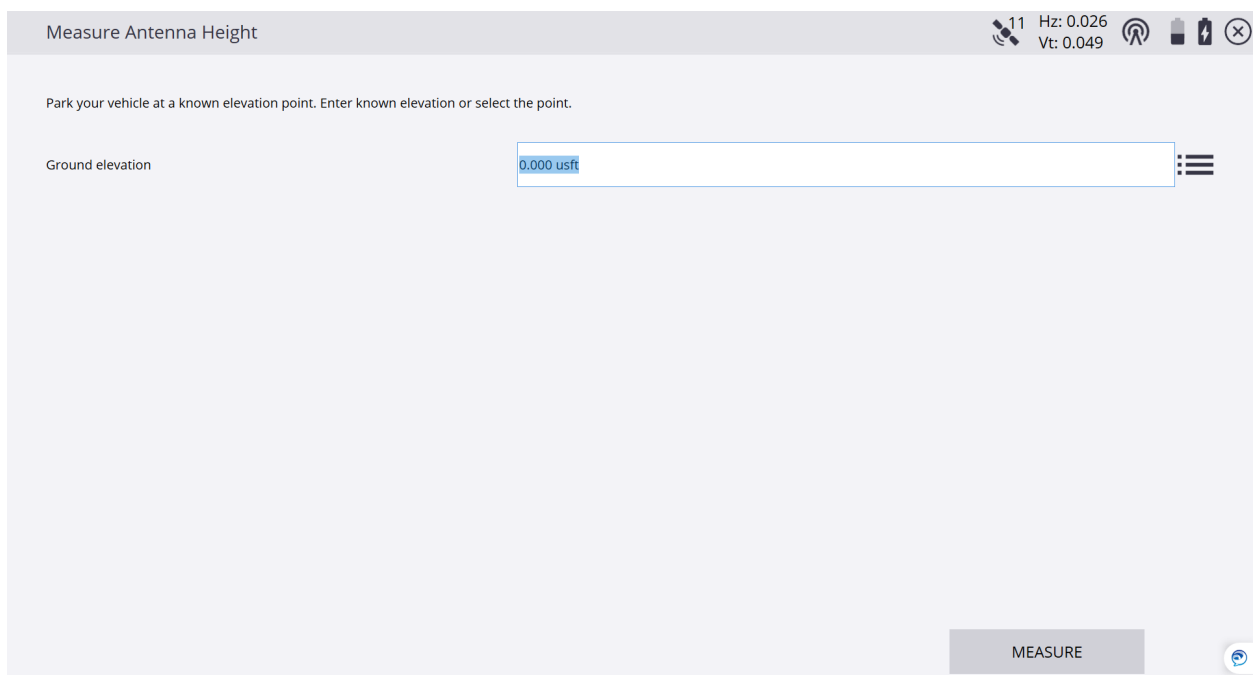 Measure Antenna Height
11
Hz: 0.026
Vt: 0.049
Park your vehicle at a known elevation point. Enter known elevation or select the point.
Ground elevation
0.000 usft
MEASURE